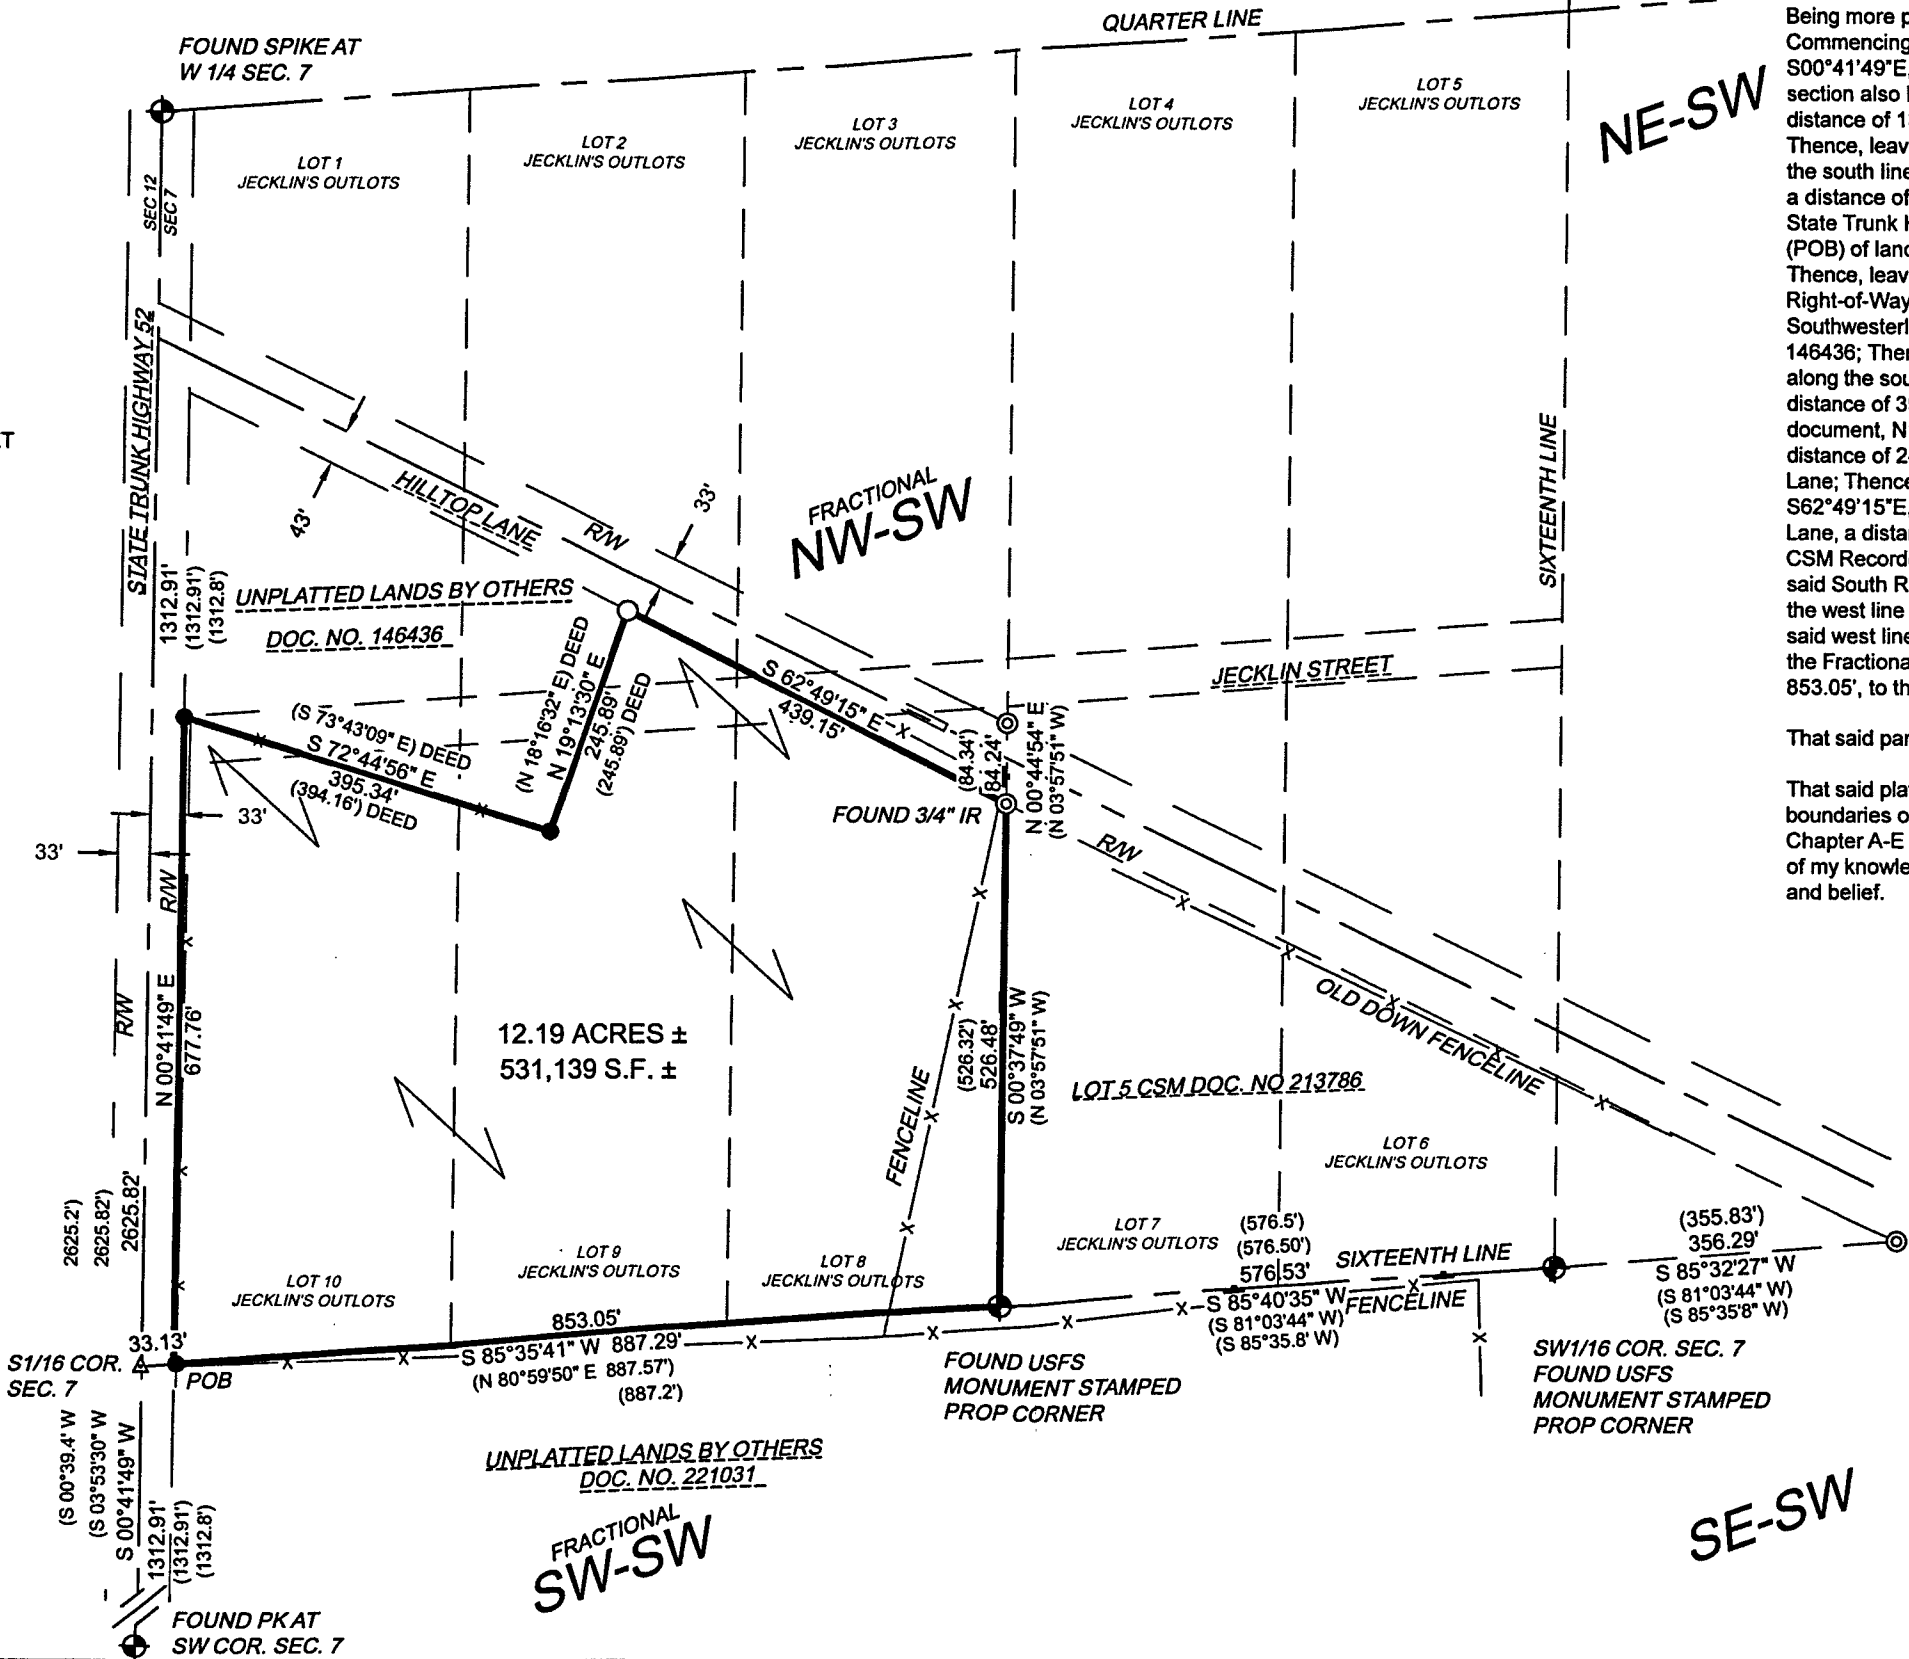 QUARTER LINE
FOUND SPIKE AT
W 1/4 SEC. 7
LOT 1
JECKLIN'S OUTLOTS
LOT 2
JECKLIN'S OUTLOTS
LOT 3
JECKLIN'S OUTLOTS
LOT 4
JECKLIN'S OUTLOTS
LOT 5
JECKLIN'S OUTLOTS
NE-SW
SEC 12
SEC 7
STATE TRUNK HIGHWAY 52
1312.91'
(1312.91')
(1312.8')
43'
HILLTOP LANE
R/W
33'
FRACTIONAL
NW-SW
SIXTEENTH LINE
UNPLATTED LANDS BY OTHERS
DOC. NO. 146436
JECKLIN STREET
(S 73°43'09" E) DEED
S 72°44'56" E
395.34'
(394.16') DEED
(N 18°16'32" E) DEED
N 19°13'30" E
245.89'
(245.89') DEED
S 62°49'15" E
439.15'
(84.34')
84.24'
N 00°44'54" E
(N 03°57'51" W)
FOUND 3/4" IR
33'
33'
R/W
R/W
R/W
N 00°41'49" E
677.76'
12.19 ACRES ±
531,139 S.F. ±
FENCELINE
(526.32')
526.48'
S 00°37'49" W
(N 03°57'51" W)
OLD DOWN FENCELINE
LOT 5 CSM DOC. NO 213786
LOT 6
JECKLIN'S OUTLOTS
2625.2')
2625.82')
2625.82'
LOT 10
JECKLIN'S OUTLOTS
LOT 9
JECKLIN'S OUTLOTS
LOT 8
JECKLIN'S OUTLOTS
LOT 7
JECKLIN'S OUTLOTS
(576.5')
(576.50')
576.53'
SIXTEENTH LINE
S 85°40'35" W
FENCELINE
(S 81°03'44" W)
(S 85°35.8' W)
(355.83')
356.29'
S 85°32'27" W
(S 81°03'44" W)
(S 85°35'8" W)
33.13'
S1/16 COR.
SEC. 7
POB
853.05'
S 85°35'41" W 887.29'
(N 80°59'50" E 887.57')
(887.2')
FOUND USFS
MONUMENT STAMPED
PROP CORNER
SW1/16 COR. SEC. 7
FOUND USFS
MONUMENT STAMPED
PROP CORNER
(S 00°39.4' W
(S 03°53'30" W
S 00°41'49" W
1312.91'
(1312.91')
(1312.8')
UNPLATTED LANDS BY OTHERS
DOC. NO. 221031
FRACTIONAL
SW-SW
SE-SW
FOUND PK AT
SW COR. SEC. 7
Being more p
Commencing
S00°41'49"E,
section also
distance of 1
Thence, leav
the south line
a distance of
State Trunk
(POB) of land
Thence, leav
Right-of-Way
Southwesterl
146436; Ther
along the sou
distance of 3
document, N
distance of 2
Lane; Thence
S62°49'15"E
Lane, a dista
CSM Record
said South R
the west line
said west line
the Fractiona
853.05', to th
That said par
That said pla
boundaries o
Chapter A-E
of my knowle
and belief.